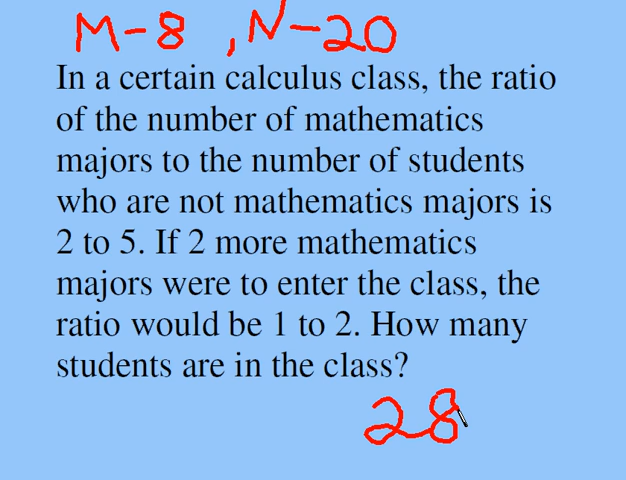 M-8 , N-20
In a certain calculus class, the ratio
of the number of mathematics
majors to the number of students
who are not mathematics majors is
2 to 5. If 2 more mathematics
majors were to enter the class, the
ratio would be 1 to 2. How many
students are in the class?
28